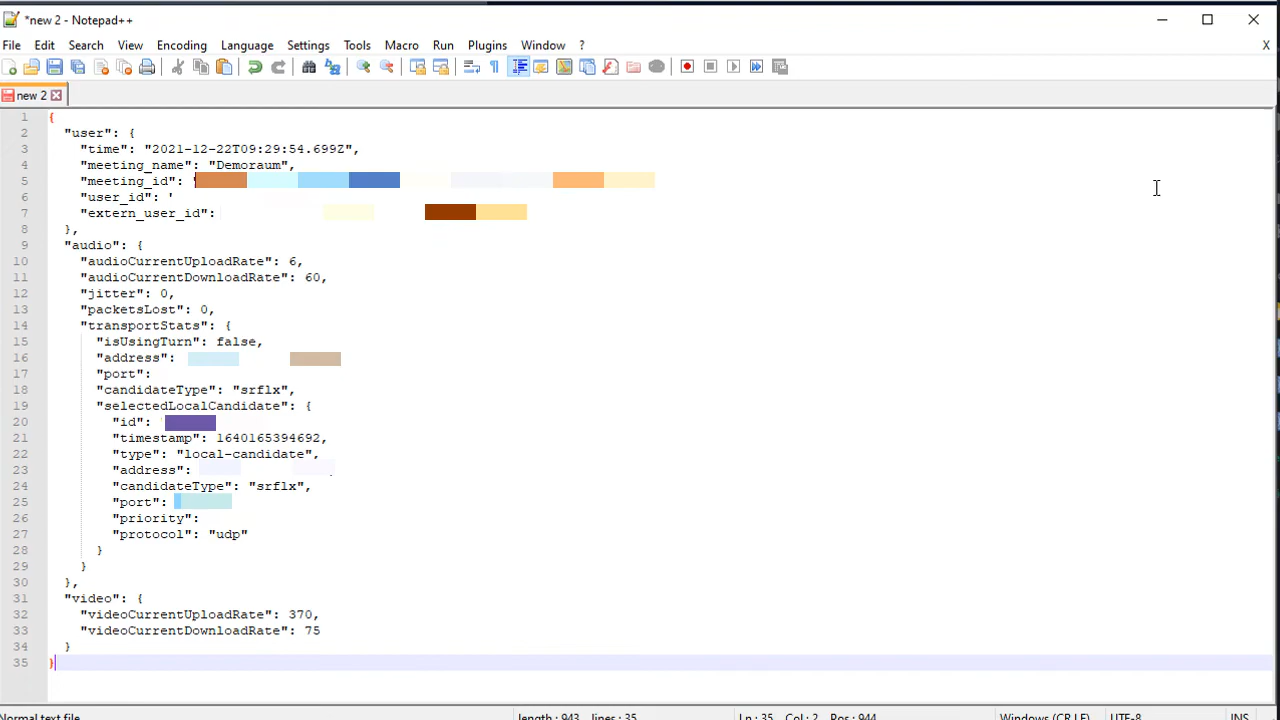 *new 2 - Notepad++
File Edit Search View Encoding Language Settings Tools Macro Run Plugins Window ? X
new 2
1 {
2 "user": {
3 "time": "2021-12-22T09:29:54.699Z",
4 "meeting_name": "Demoraum",
5 "meeting_id": "
6 "user_id": '
7 "extern_user_id":
8 },
9 "audio": {
10 "audioCurrentUploadRate": 6,
11 "audioCurrentDownloadRate": 60,
12 "jitter": 0,
13 "packetsLost": 0,
14 "transportStats": {
15 "isUsingTurn": false,
16 "address":
17 "port":
18 "candidateType": "srflx",
19 "selectedLocalCandidate": {
20 "id":
21 "timestamp": 1640165394692,
22 "type": "local-candidate",
23 "address": ,
24 "candidateType": "srflx",
25 "port":
26 "priority":
27 "protocol": "udp"
28 }
29 }
30 },
31 "video": {
32 "videoCurrentUploadRate": 370,
33 "videoCurrentDownloadRate": 75
34 }
35 }
Normal text file length : 943 lines : 35 Ln : 35 Col : 2 Pos : 944 Windows (CR LF) UTF-8 INS